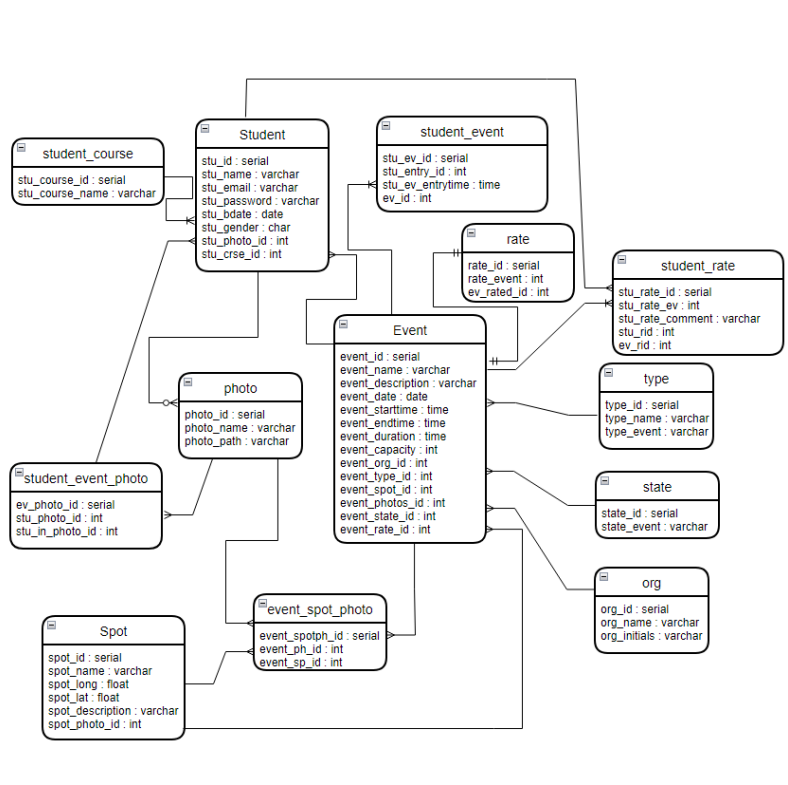 student_course
stu_course_id : serial
stu_course_name : varchar
Student
stu_id : serial
stu_name : varchar
stu_email : varchar
stu_password : varchar
stu_bdate : date
stu_gender : char
stu_photo_id : int
stu_crse_id : int
student_event
stu_ev_id : serial
stu_entry_id : int
stu_ev_entrytime : time
ev_id : int
rate
rate_id : serial
rate_event : int
ev_rated_id : int
student_rate
stu_rate_id : serial
stu_rate_ev : int
stu_rate_comment : varchar
stu_rid : int
ev_rid : int
Event
event_id : serial
event_name : varchar
event_description : varchar
event_date : date
event_starttime : time
event_endtime : time
event_duration : time
event_capacity : int
event_org_id : int
event_type_id : int
event_spot_id : int
event_photos_id : int
event_state_id : int
event_rate_id : int
photo
photo_id : serial
photo_name : varchar
photo_path : varchar
type
type_id : serial
type_name : varchar
type_event : varchar
student_event_photo
ev_photo_id : serial
stu_photo_id : int
stu_in_photo_id : int
state
state_id : serial
state_event : varchar
org
org_id : serial
org_name : varchar
org_initials : varchar
event_spot_photo
event_spotph_id : serial
event_ph_id : int
event_sp_id : int
Spot
spot_id : serial
spot_name : varchar
spot_long : float
spot_lat : float
spot_description : varchar
spot_photo_id : int